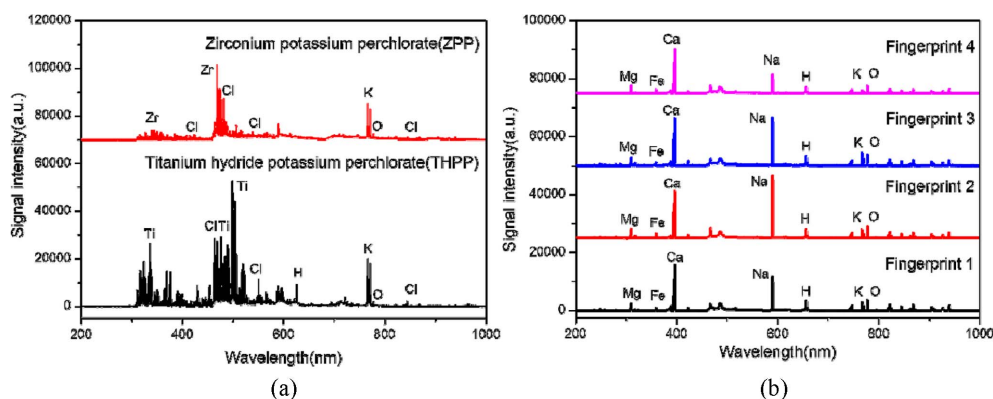 120000
100000
80000
60000
40000
20000
0
Signal intensity(a.u.)
Zirconium potassium perchlorate(ZPP)
Zr
Cl
K
Zr
Cl
Cl
O
Cl
Titanium hydride potassium perchlorate(THPP)
Ti
Ti
ClTi
Cl
H
K
O
Cl
200 400 600 800 1000
Wavelength(nm)
(a)
100000
80000
60000
40000
20000
0
Signal intensity(a.u.)
Ca
Fingerprint 4
Mg Fe Na H K O
Ca
Na
Fingerprint 3
Mg Fe H K O
Ca
Na
Fingerprint 2
Mg Fe H K O
Ca
Na
Fingerprint 1
Mg Fe H K O
200 400 600 800 1000
Wavelength(nm)
(b)